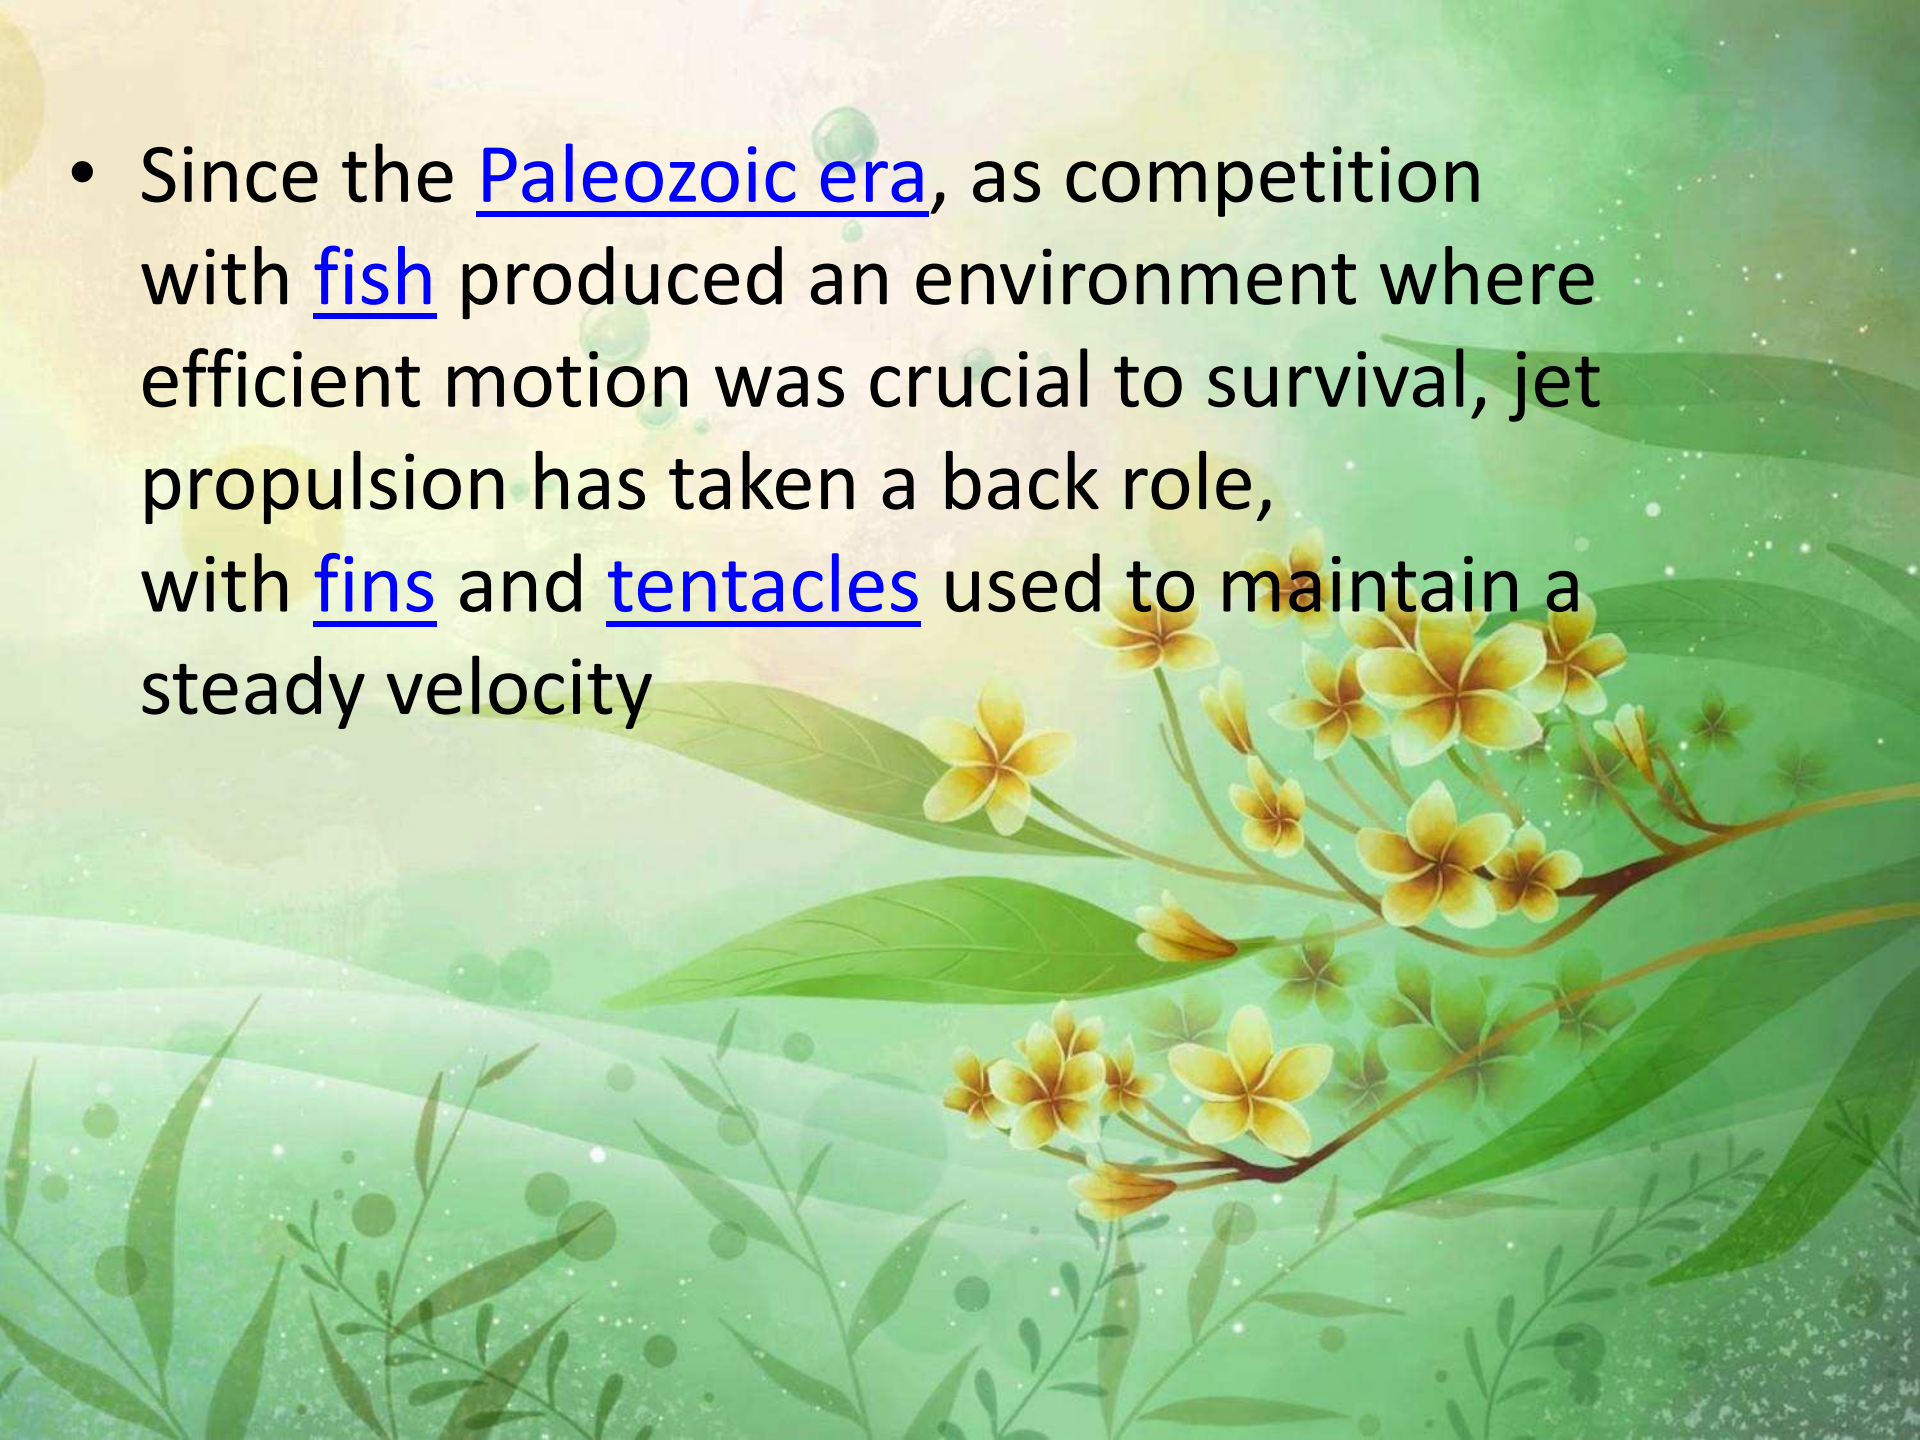 • Since the Paleozoic era, as competition
with fish produced an environment where
efficient motion was crucial to survival, jet
propulsion has taken a back role,
with fins and tentacles used to maintain a
steady velocity